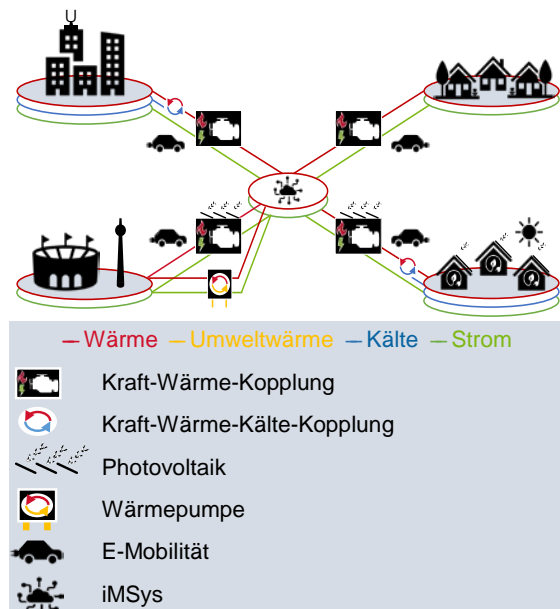 Wärme Umweltwärme Kälte Strom
Kraft-Wärme-Kopplung
Kraft-Wärme-Kälte-Kopplung
Photovoltaik
Wärmepumpe
E-Mobilität
iMSys